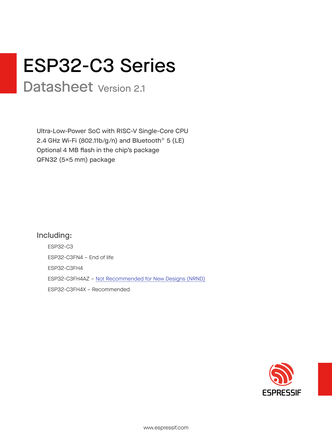 ESP32-C3 Series
Datasheet Version 2.1
Ultra-Low-Power SoC with RISC-V Single-Core CPU
2.4 GHz Wi-Fi (802.11b/g/n) and Bluetooth® 5 (LE)
Optional 4 MB flash in the chip's package
QFN32 (5×5 mm) package
Including:
ESP32-C3
ESP32-C3FN4 – End of life
ESP32-C3FH4
ESP32-C3FH4AZ – Not Recommended for New Designs (NRND)
ESP32-C3FH4X – Recommended
ESPRESSIF
www.espressif.com